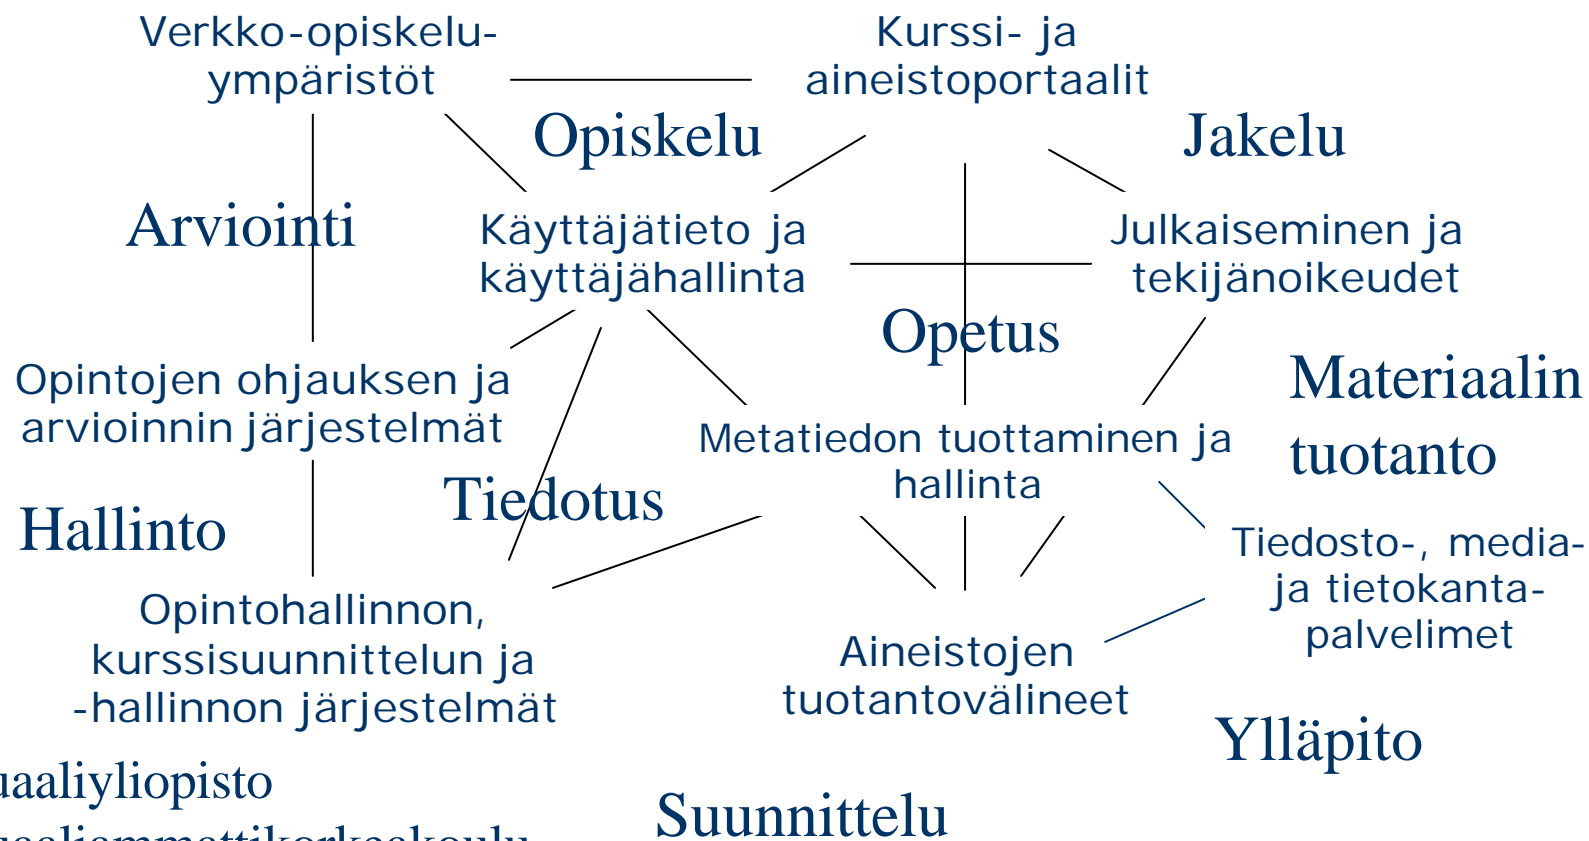 Verkko-opiskelu-
ympäristöt
Kurssi- ja
aineistoportaalit
Opiskelu
Jakelu
Arviointi
Käyttäjätieto ja
käyttäjähallinta
Julkaiseminen ja
tekijänoikeudet
Opetus
Opintojen ohjauksen ja
arvioinnin järjestelmät
Materiaalin
tuotanto
Metatiedon tuottaminen ja
hallinta
Tiedotus
Hallinto
Tiedosto-, media-
ja tietokanta-
palvelimet
Opintohallinnon,
kurssisuunnittelun ja
-hallinnon järjestelmät
Aineistojen
tuotantovälineet
Ylläpito
uaaliyliopisto
Suunnittelu